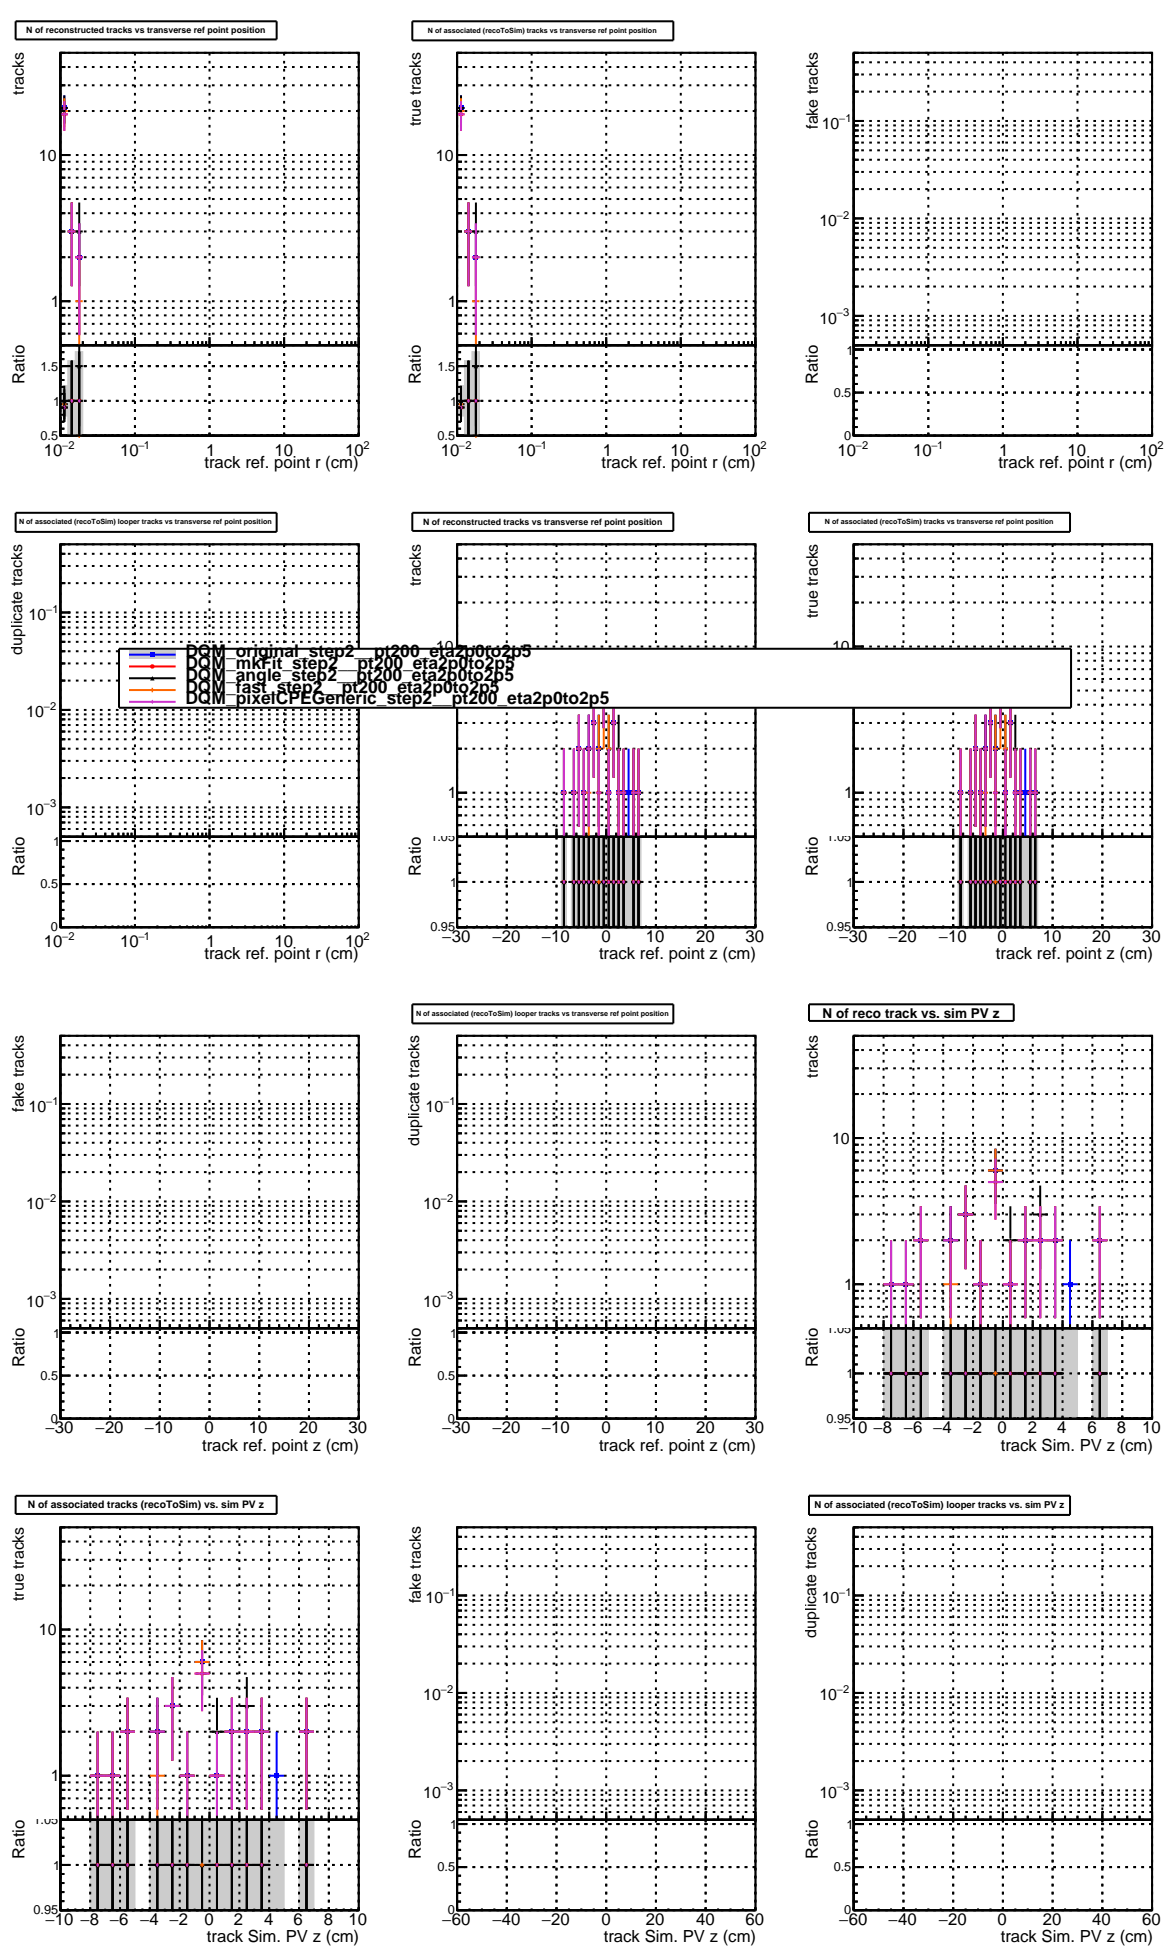 N of reconstructed tracks vs transverse ref point position
N of associated (recoToSim) tracks vs transverse ref point position
tracks
10
1
Ratio
1.5
1
0.5
10−2 10−1 1 10 102
track ref. point r (cm)
true tracks
10
1
Ratio
1.5
1
0.5
10−2 10−1 1 10 102
track ref. point r (cm)
fake tracks
10−1
10−2
10−3
Ratio
1
0.5
0
10−2 10−1 1 10 102
track ref. point r (cm)
N of associated (recoToSim) looper tracks vs transverse ref point position
N of reconstructed tracks vs transverse ref point position
N of associated (recoToSim) tracks vs transverse ref point position
duplicate tracks
10−1
10−2
10−3
Ratio
1
0.5
0
10−2 10−1 1 10 102
track ref. point r (cm)
DQM_original_step2__pt200_eta2p0to2p5
DQM_mkFit_step2__pt200_eta2p0to2p5
DQM_angle_step2__pt200_eta2p0to2p5
DQM_fast_step2__pt200_eta2p0to2p5
DQM_pixelCPEGeneric_step2__pt200_eta2p0to2p5
tracks
10
1
Ratio
1.05
1
0.95
−30 −20 −10 0 10 20 30
track ref. point z (cm)
true tracks
10
1
Ratio
1.05
1
0.95
−30 −20 −10 0 10 20 30
track ref. point z (cm)
N of associated (recoToSim) looper tracks vs transverse ref point position
N of reco track vs. sim PV z
fake tracks
10−1
10−2
10−3
Ratio
1
0.5
0
−30 −20 −10 0 10 20 30
track ref. point z (cm)
duplicate tracks
10−1
10−2
10−3
Ratio
1
0.5
0
−30 −20 −10 0 10 20 30
track ref. point z (cm)
tracks
10
1
Ratio
1.05
1
0.95
−10 −8 −6 −4 −2 0 2 4 6 8 10
track Sim. PV z (cm)
N of associated tracks (recoToSim) vs. sim PV z
N of associated (recoToSim) looper tracks vs. sim PV z
true tracks
10
1
Ratio
1.05
1
0.95
−10 −8 −6 −4 −2 0 2 4 6 8 10
track Sim. PV z (cm)
fake tracks
10−1
10−2
10−3
Ratio
1
0.5
0
−60 −40 −20 0 20 40 60
track Sim. PV z (cm)
duplicate tracks
10−1
10−2
10−3
Ratio
1
0.5
0
−60 −40 −20 0 20 40 60
track Sim. PV z (cm)